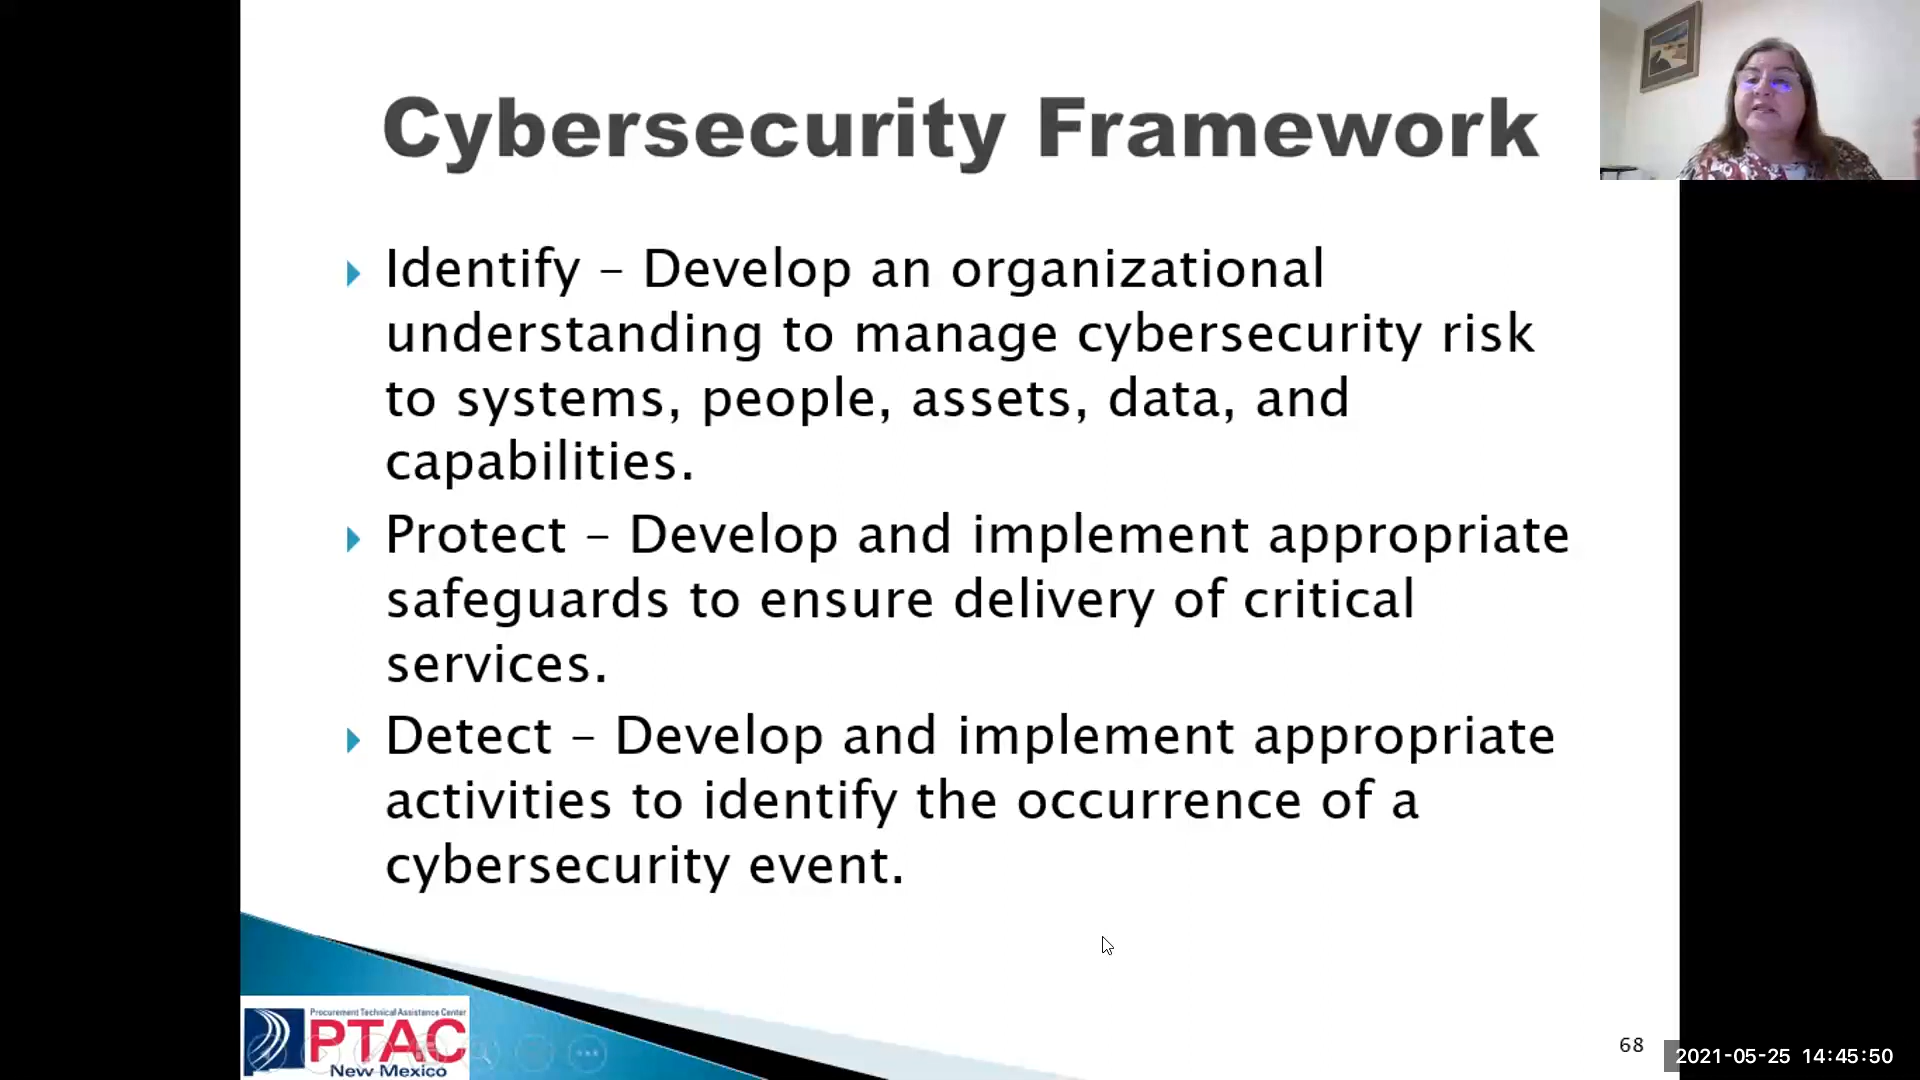 Cybersecurity Framework
Identify – Develop an organizational
understanding to manage cybersecurity risk
to systems, people, assets, data, and
capabilities.
Protect – Develop and implement appropriate
safeguards to ensure delivery of critical
services.
Detect – Develop and implement appropriate
activities to identify the occurrence of a
cybersecurity event.
Procurement Technical Assistance Center
PTAC
New Mexico
68
2021-05-25 14:45:50